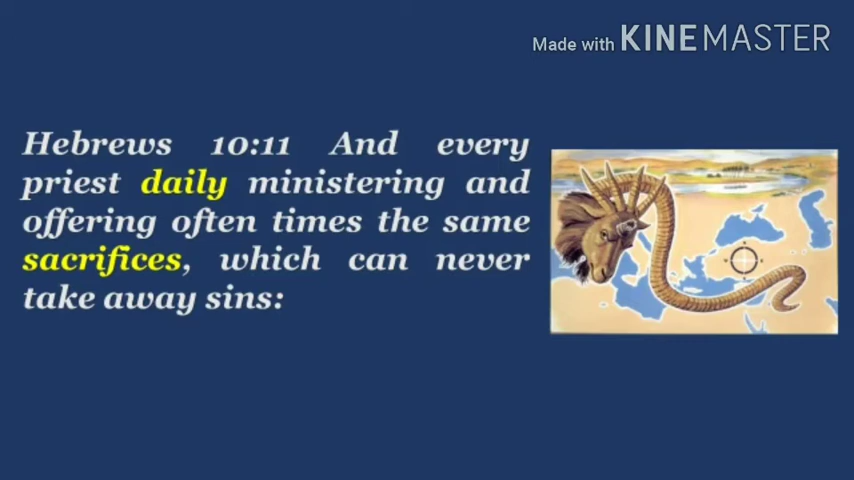 Made with KINEMASTER
Hebrews 10:11 And every
priest daily ministering and
offering often times the same
sacrifices, which can never
take away sins: